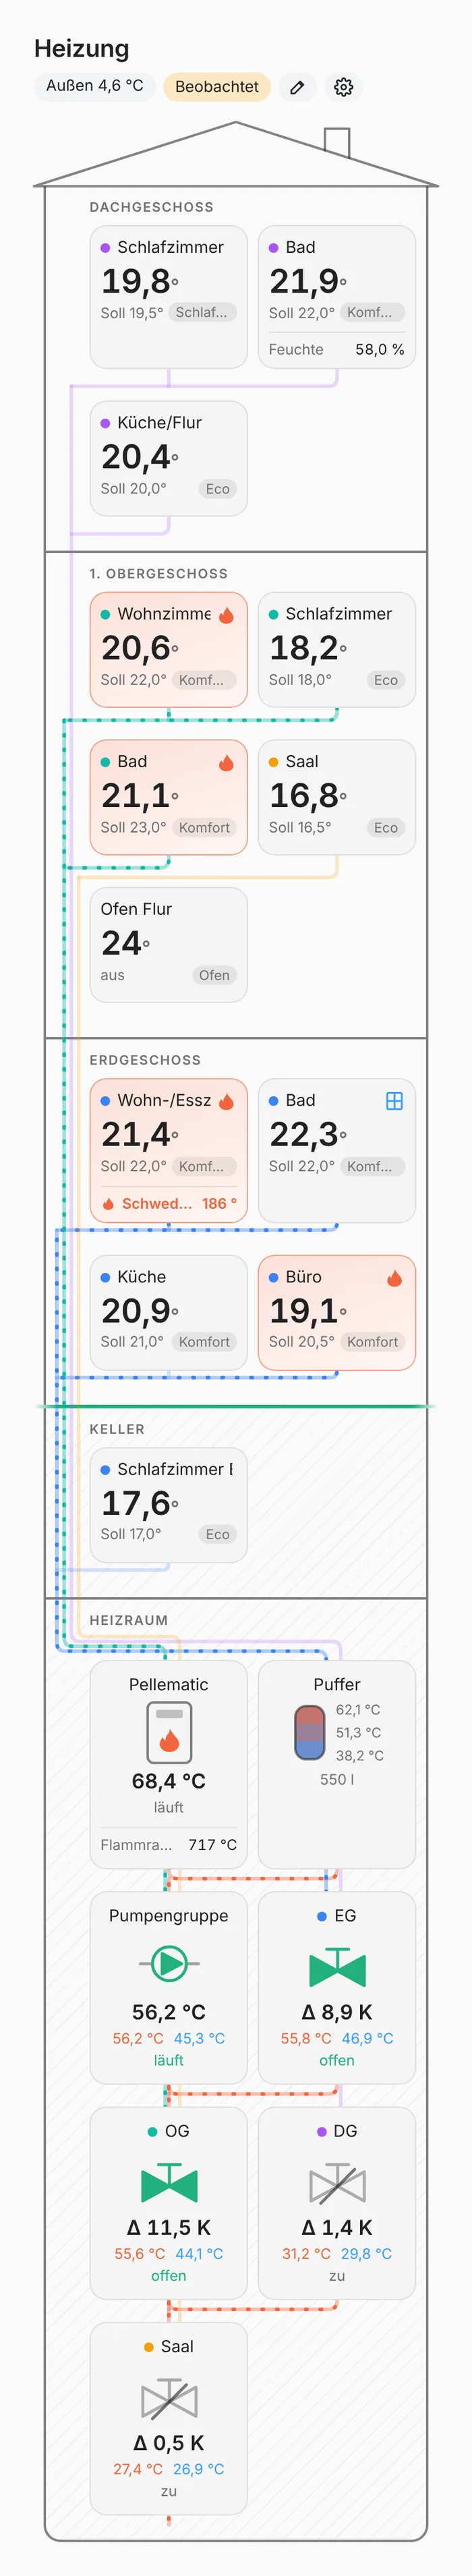 Heizung
Außen 4,6 °C Beobachtet
DACHGESCHOSS
Schlafzimmer
19,8°
Soll 19,5° Schlaf...
Bad
21,9°
Soll 22,0° Komf...
Feuchte 58,0 %
Küche/Flur
20,4°
Soll 20,0° Eco
1. OBERGESCHOSS
Wohnzimme
20,6°
Soll 22,0° Komf...
Schlafzimmer
18,2°
Soll 18,0° Eco
Bad
21,1°
Soll 23,0° Komfort
Saal
16,8°
Soll 16,5° Eco
Ofen Flur
24°
aus Ofen
ERDGESCHOSS
Wohn-/Essz
21,4°
Soll 22,0° Komf...
Schwed... 186 °
Bad
22,3°
Soll 22,0° Komf...
Küche
20,9°
Soll 21,0° Komfort
Büro
19,1°
Soll 20,5° Komfort
KELLER
Schlafzimmer
17,6°
Soll 17,0° Eco
HEIZRAUM
Pellematic
68,4 °C
läuft
Flammra... 717 °C
Puffer
62,1 °C
51,3 °C
38,2 °C
550 l
Pumpengruppe
56,2 °C
56,2 °C 45,3 °C
läuft
EG
Δ 8,9 K
55,8 °C 46,9 °C
offen
OG
Δ 11,5 K
55,6 °C 44,1 °C
offen
DG
Δ 1,4 K
31,2 °C 29,8 °C
zu
Saal
Δ 0,5 K
27,4 °C 26,9 °C
zu